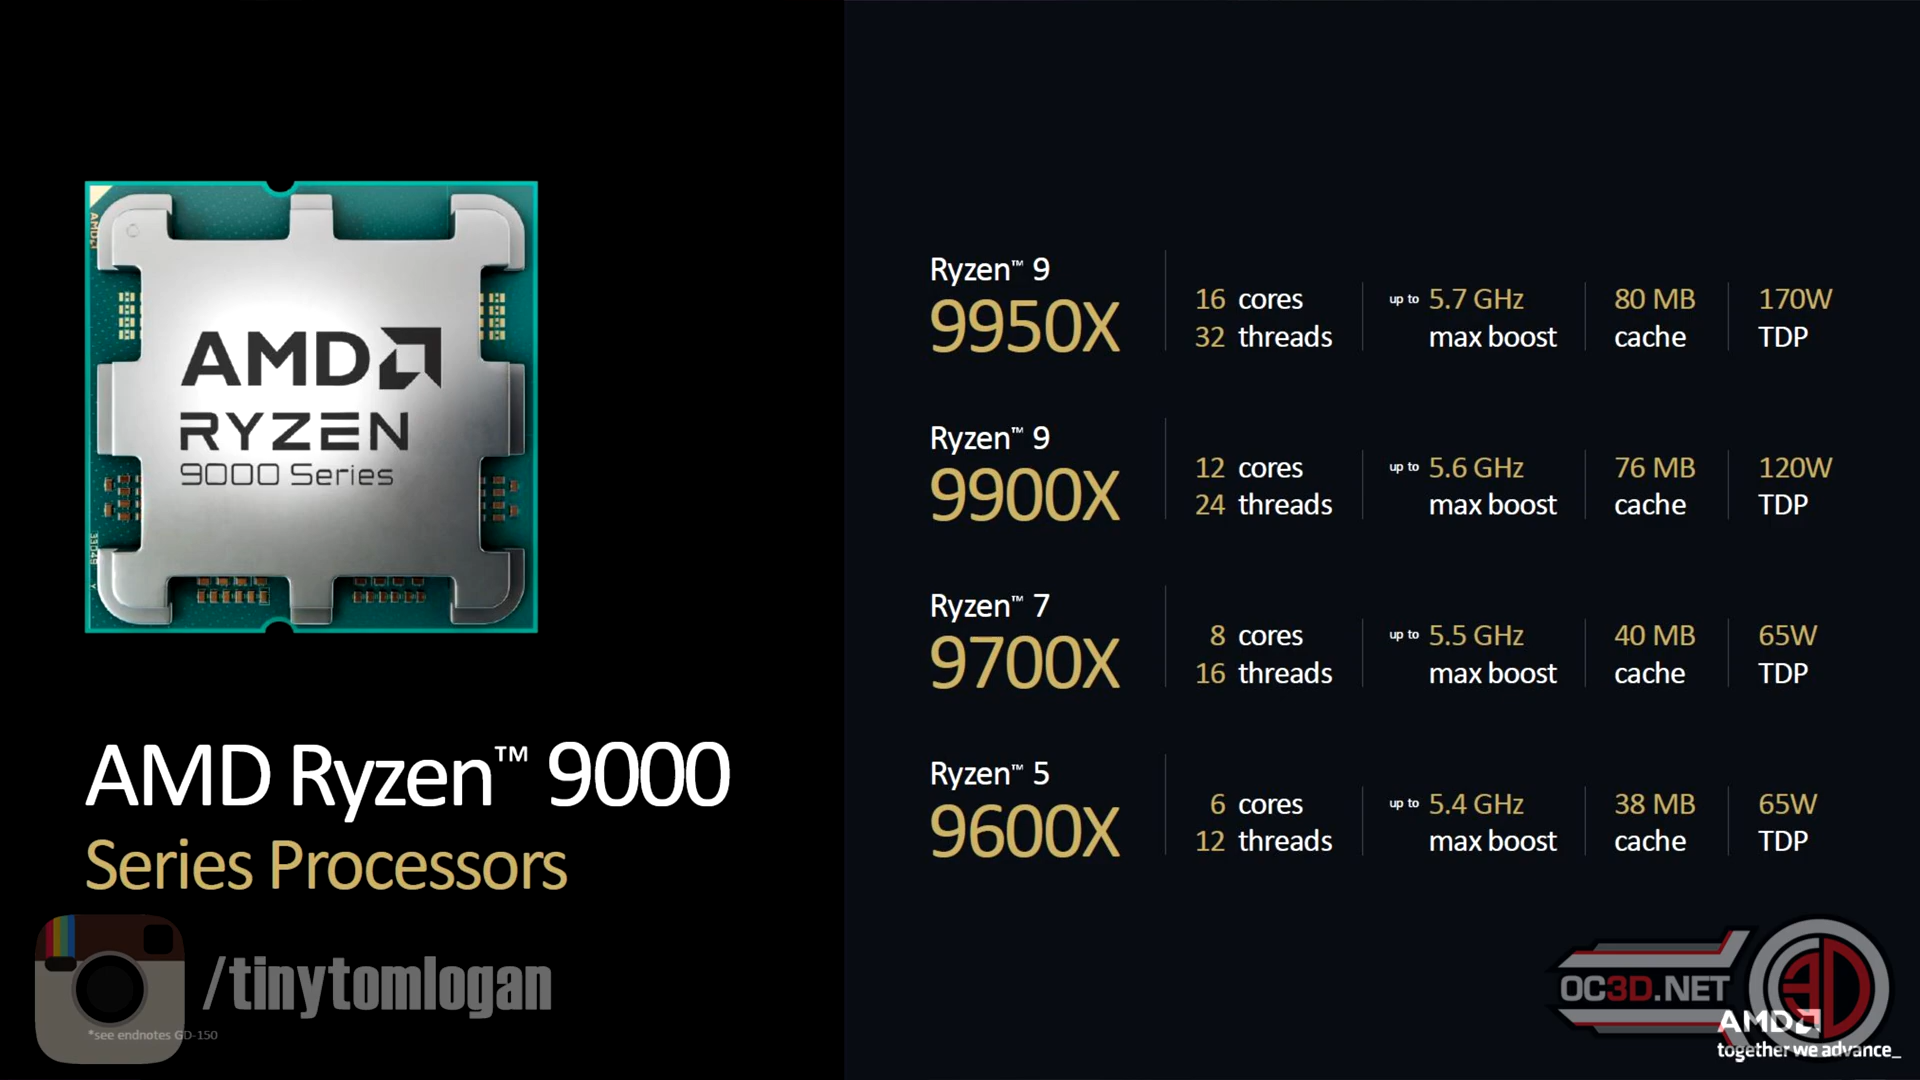 AMD
RYZEN
9000 Series
AMD Ryzen™ 9000
Series Processors
/tinytomlogan
*see endnotes GD-150
Ryzen™ 9
9950X
16 cores
32 threads
up to 5.7 GHz
max boost
80 MB
cache
170W
TDP
Ryzen™ 9
9900X
12 cores
24 threads
up to 5.6 GHz
max boost
76 MB
cache
120W
TDP
Ryzen™ 7
9700X
8 cores
16 threads
up to 5.5 GHz
max boost
40 MB
cache
65W
TDP
Ryzen™ 5
9600X
6 cores
12 threads
up to 5.4 GHz
max boost
38 MB
cache
65W
TDP
OC3D.NET
3D
AMD
together we advance_